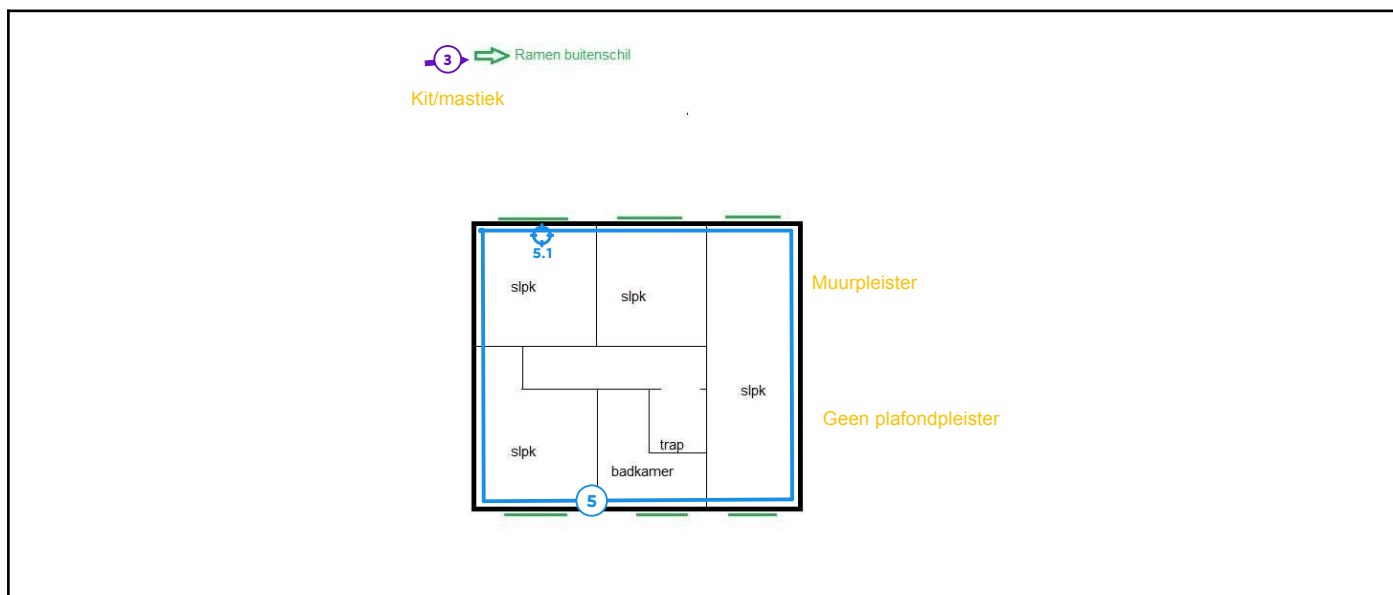 3
Ramen buitenschil
Kit/mastiek
5.1
slpk
slpk
Muurpleister
slpk
Geen plafondpleister
trap
slpk
badkamer
5